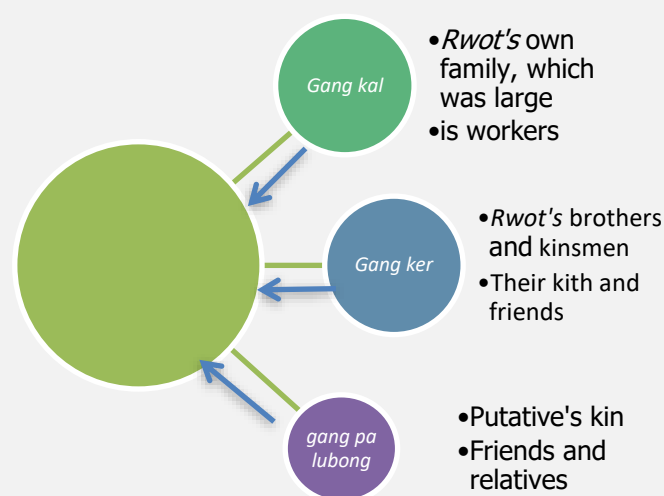 Gang kal
•Rwot's own
family, which
was large
•is workers
Gang ker
•Rwot's brothers
and kinsmen
•Their kith and
friends
gang pa
lubong
•Putative's kin
•Friends and
relatives